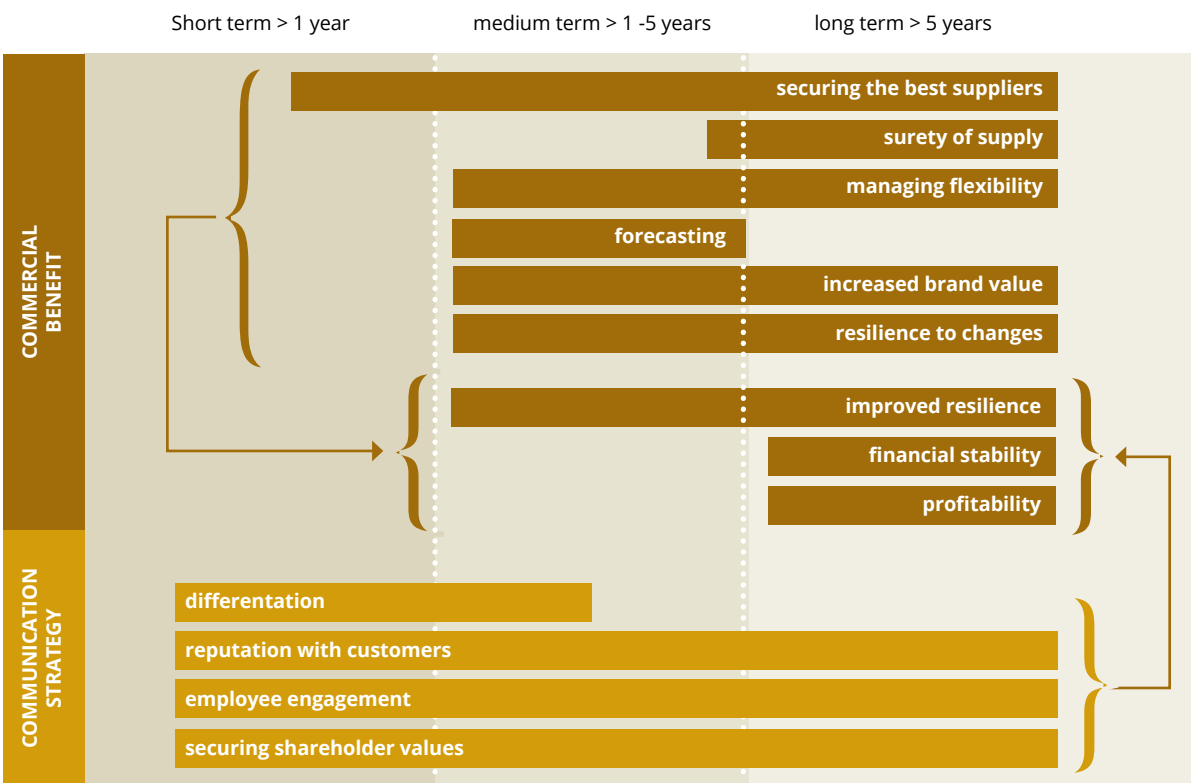 Short term > 1 year
medium term > 1 -5 years
long term > 5 years
COMMERCIAL
BENEFIT
securing the best suppliers
surety of supply
managing flexibility
forecasting
increased brand value
resilience to changes
improved resilience
financial stability
profitability
COMMUNICATION
STRATEGY
differentation
reputation with customers
employee engagement
securing shareholder values